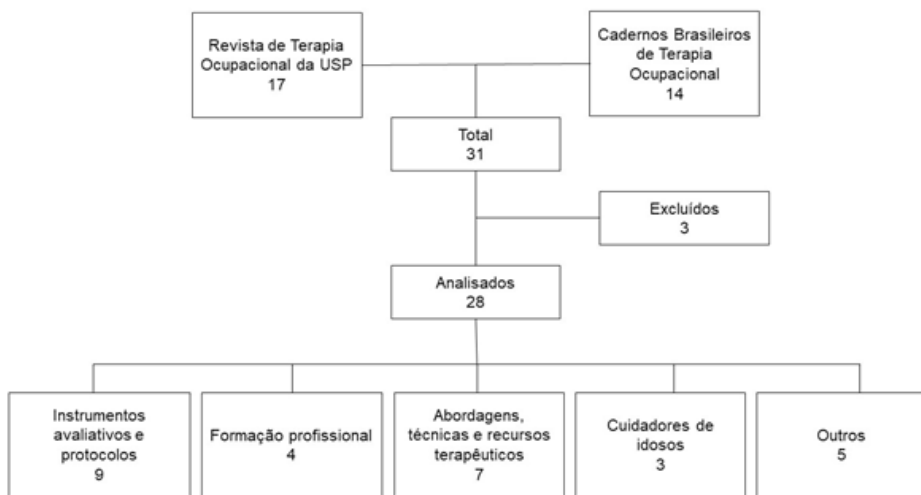 Revista de Terapia
Ocupacional da USP
17
Cadernos Brasileiros
de Terapia
Ocupacional
14
Total
31
Excluídos
3
Analisados
28
Instrumentos
avaliativos e
protocolos
9
Formação profissional
4
Abordagens,
técnicas e recursos
terapêuticos
7
Cuidadores de
idosos
3
Outros
5